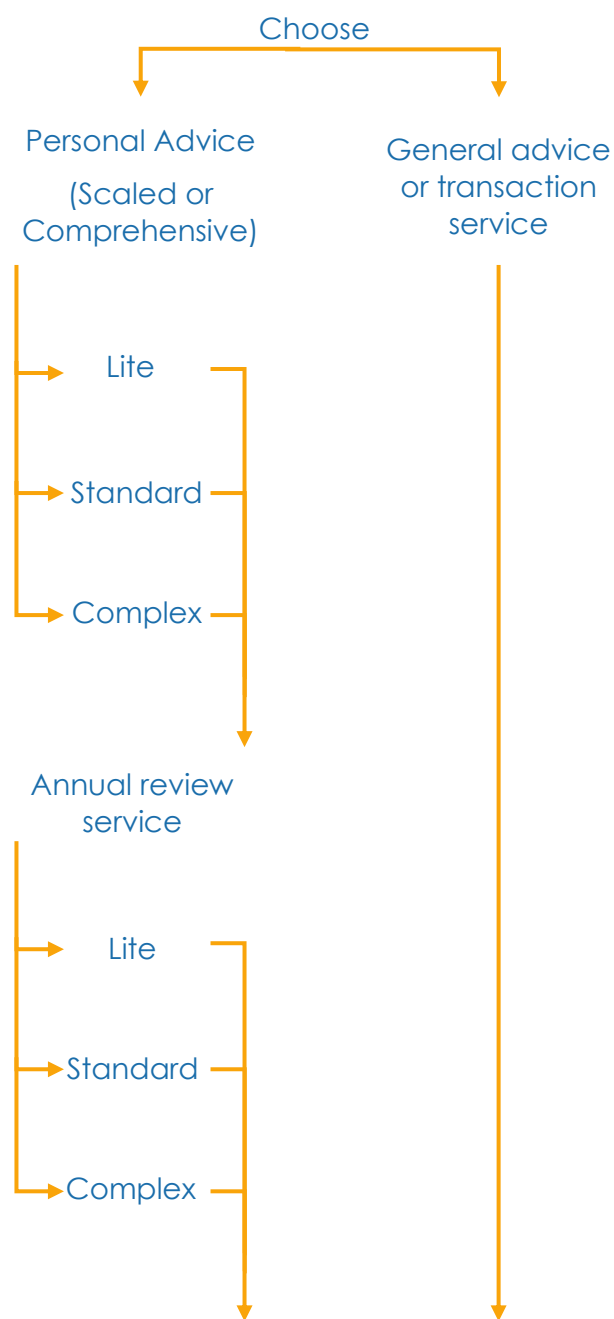 Choose
Personal Advice
(Scaled or
Comprehensive)
General advice
or transaction
service
Lite
Standard
Complex
Annual review
service
Lite
Standard
Complex